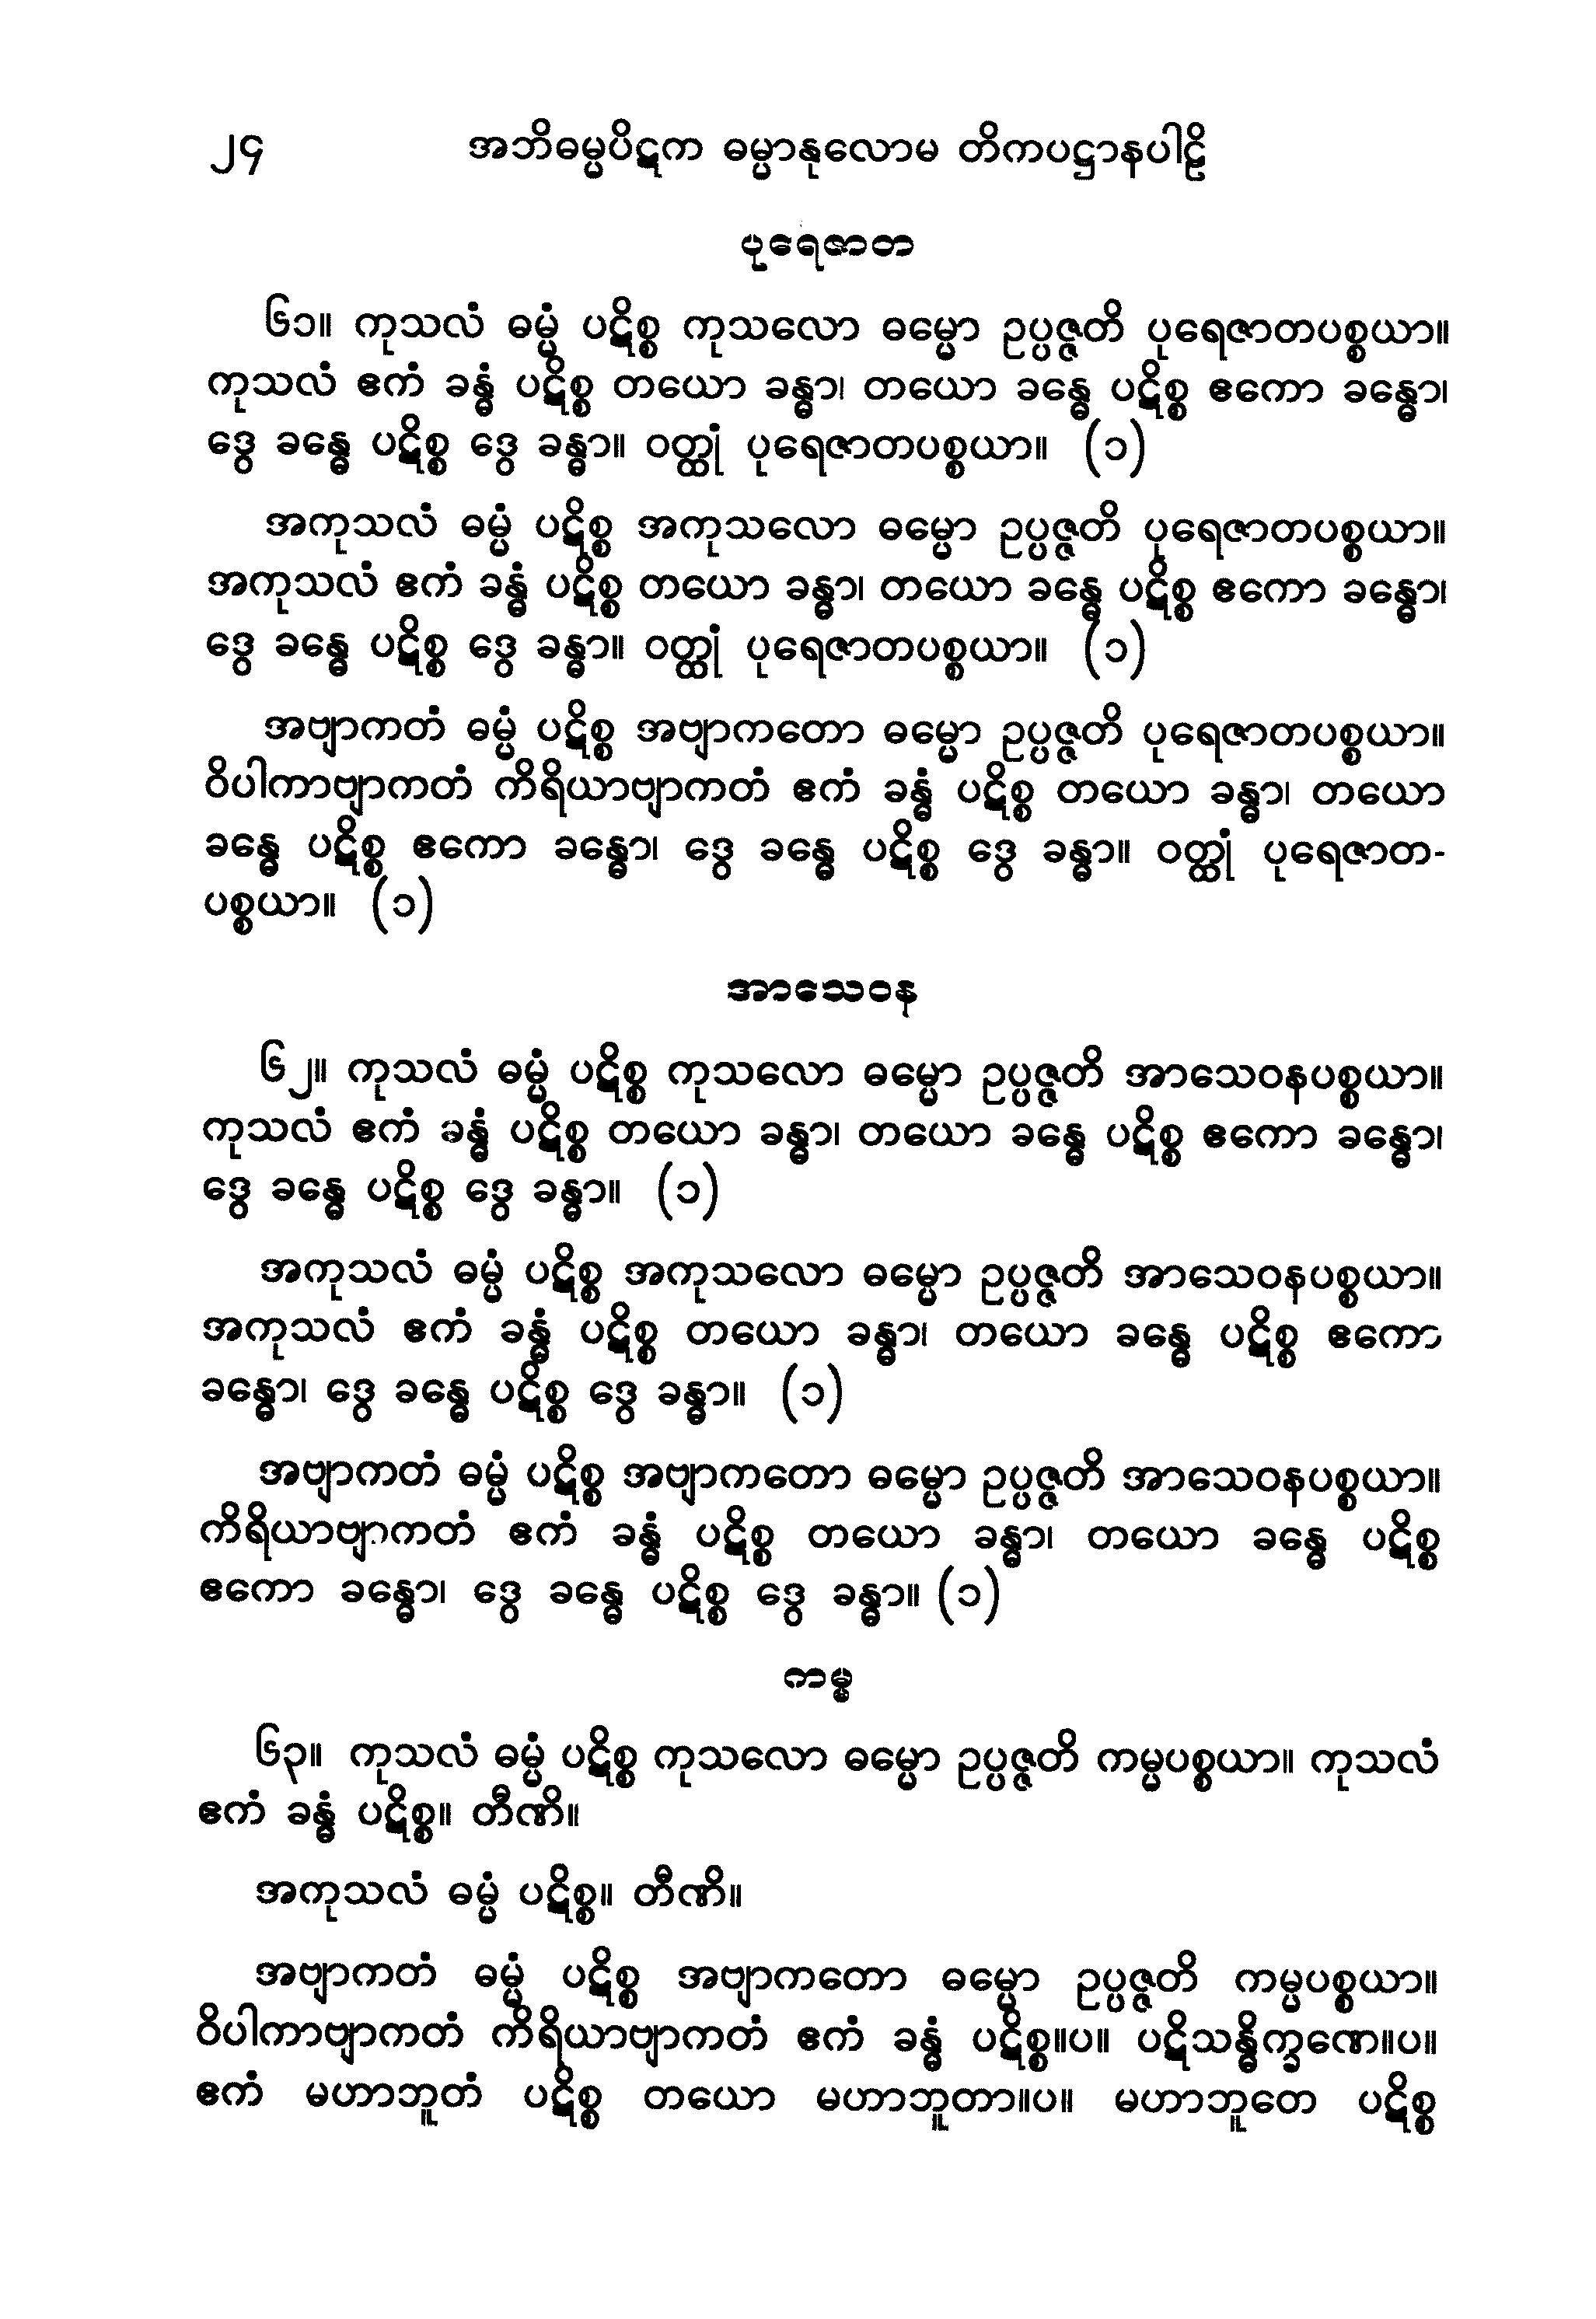 ၂၄ အဘိဓမ္မပိဋက ဓမ္မာနုလောမ တိကပဋ္ဌာနပါဠိ
ပုရေဇာတ
၆၁။ ကုသလံ ဓမ္မံ ပဋိစ္စ ကုသလော ဓမ္မော ဥပ္ပဇ္ဇတိ ပုရေဇာတပစ္စယာ။
ကုသလံ ဧကံ ခန္ဓံ ပဋိစ္စ တယော ခန္ဓာ၊ တယော ခန္ဓေ ပဋိစ္စ ဧကော ခန္ဓော၊
ဒွေ ခန္ဓေ ပဋိစ္စ ဒွေ ခန္ဓာ။ ဝတ္ထုံ ပုရေဇာတပစ္စယာ။ (၁)
အကုသလံ ဓမ္မံ ပဋိစ္စ အကုသလော ဓမ္မော ဥပ္ပဇ္ဇတိ ပုရေဇာတပစ္စယာ။
အကုသလံ ဧကံ ခန္ဓံ ပဋိစ္စ တယော ခန္ဓာ၊ တယော ခန္ဓေ ပဋိစ္စ ဧကော ခန္ဓော၊
ဒွေ ခန္ဓေ ပဋိစ္စ ဒွေ ခန္ဓာ။ ဝတ္ထုံ ပုရေဇာတပစ္စယာ။ (၁)
အဗျာကတံ ဓမ္မံ ပဋိစ္စ အဗျာကတော ဓမ္မော ဥပ္ပဇ္ဇတိ ပုရေဇာတပစ္စယာ။
ဝိပါကာဗျာကတံ ကိရိယာဗျာကတံ ဧကံ ခန္ဓံ ပဋိစ္စ တယော ခန္ဓာ၊ တယော
ခန္ဓေ ပဋိစ္စ ဧကော ခန္ဓော၊ ဒွေ ခန္ဓေ ပဋိစ္စ ဒွေ ခန္ဓာ။ ဝတ္ထုံ ပုရေဇာတ-
ပစ္စယာ။ (၁)
အာသေဝန
၆၂။ ကုသလံ ဓမ္မံ ပဋိစ္စ ကုသလော ဓမ္မော ဥပ္ပဇ္ဇတိ အာသေဝနပစ္စယာ။
ကုသလံ ဧကံ ခန္ဓံ ပဋိစ္စ တယော ခန္ဓာ၊ တယော ခန္ဓေ ပဋိစ္စ ဧကော ခန္ဓော၊
ဒွေ ခန္ဓေ ပဋိစ္စ ဒွေ ခန္ဓာ။ (၁)
အကုသလံ ဓမ္မံ ပဋိစ္စ အကုသလော ဓမ္မော ဥပ္ပဇ္ဇတိ အာသေဝနပစ္စယာ။
အကုသလံ ဧကံ ခန္ဓံ ပဋိစ္စ တယော ခန္ဓာ၊ တယော ခန္ဓေ ပဋိစ္စ ဧကော
ခန္ဓော၊ ဒွေ ခန္ဓေ ပဋိစ္စ ဒွေ ခန္ဓာ။ (၁)
အဗျာကတံ ဓမ္မံ ပဋိစ္စ အဗျာကတော ဓမ္မော ဥပ္ပဇ္ဇတိ အာသေဝနပစ္စယာ။
ကိရိယာဗျာကတံ ဧကံ ခန္ဓံ ပဋိစ္စ တယော ခန္ဓာ၊ တယော ခန္ဓေ ပဋိစ္စ
ဧကော ခန္ဓော၊ ဒွေ ခန္ဓေ ပဋိစ္စ ဒွေ ခန္ဓာ။ (၁)
ကမ္မ
၆၃။ ကုသလံ ဓမ္မံ ပဋိစ္စ ကုသလော ဓမ္မော ဥပ္ပဇ္ဇတိ ကမ္မပစ္စယာ။ ကုသလံ
ဧကံ ခန္ဓံ ပဋိစ္စ။ တီဏိ။
အကုသလံ ဓမ္မံ ပဋိစ္စ။ တီဏိ။
အဗျာကတံ ဓမ္မံ ပဋိစ္စ အဗျာကတော ဓမ္မော ဥပ္ပဇ္ဇတိ ကမ္မပစ္စယာ။
ဝိပါကာဗျာကတံ ကိရိယာဗျာကတံ ဧကံ ခန္ဓံ ပဋိစ္စ။ပ။ ပဋိသန္ဓိက္ခဏေ။ပ။
ဧကံ မဟာဘူတံ ပဋိစ္စ တယော မဟာဘူတာ။ပ။ မဟာဘူတေ ပဋိစ္စ